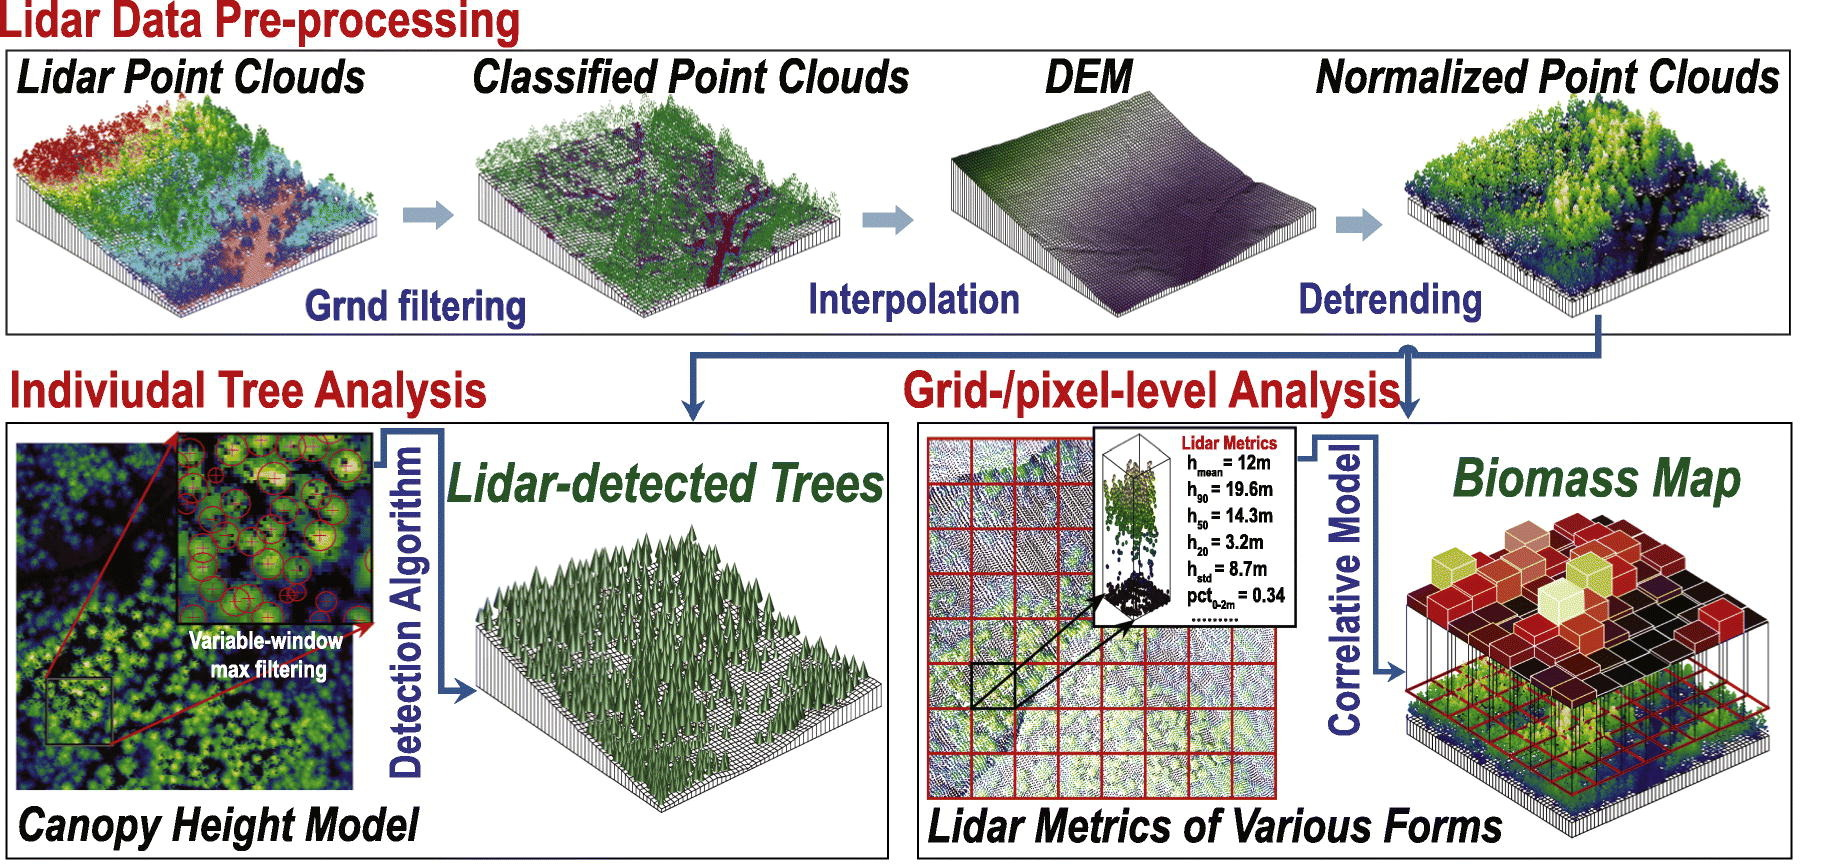 Lidar Data Pre-processing
Lidar Point Clouds
Classified Point Clouds
DEM
Normalized Point Clouds
Grnd filtering
Interpolation
Detrending
Indiviudal Tree Analysis
Variable-window
max filtering
Detection Algorithm
Lidar-detected Trees
Canopy Height Model
Grid-/pixel-level Analysis
Lidar Metrics
hmean = 12m
h90 = 19.6m
h50 = 14.3m
h20 = 3.2m
hstd = 8.7m
pct0-2m = 0.34
.........
Correlative Model
Biomass Map
Lidar Metrics of Various Forms